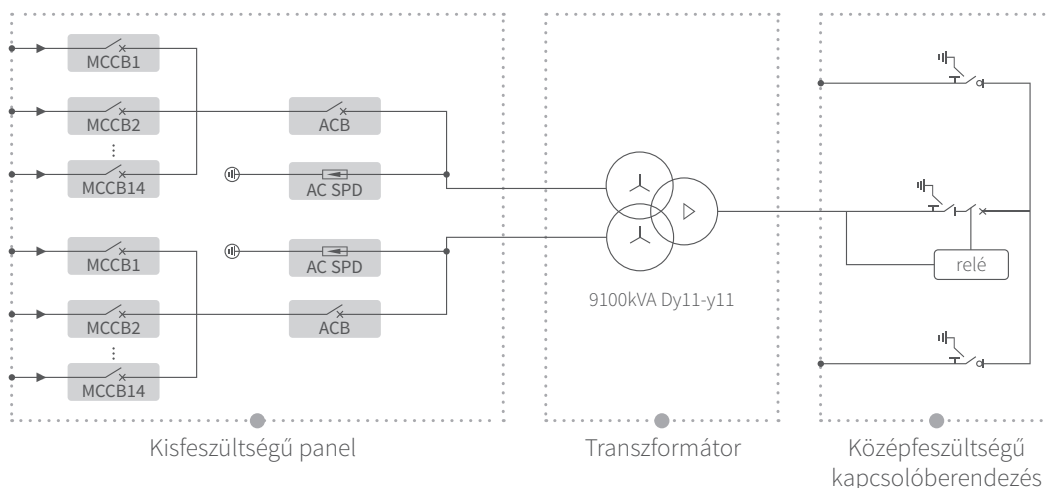 MCCB1
MCCB2
ACB
MCCB14
AC SPD
MCCB1
AC SPD
MCCB2
ACB
MCCB14
9100kVA Dy11-y11
relé
Kisfeszültségű panel
Transzformátor
Középfeszültségű
kapcsolóberendezés